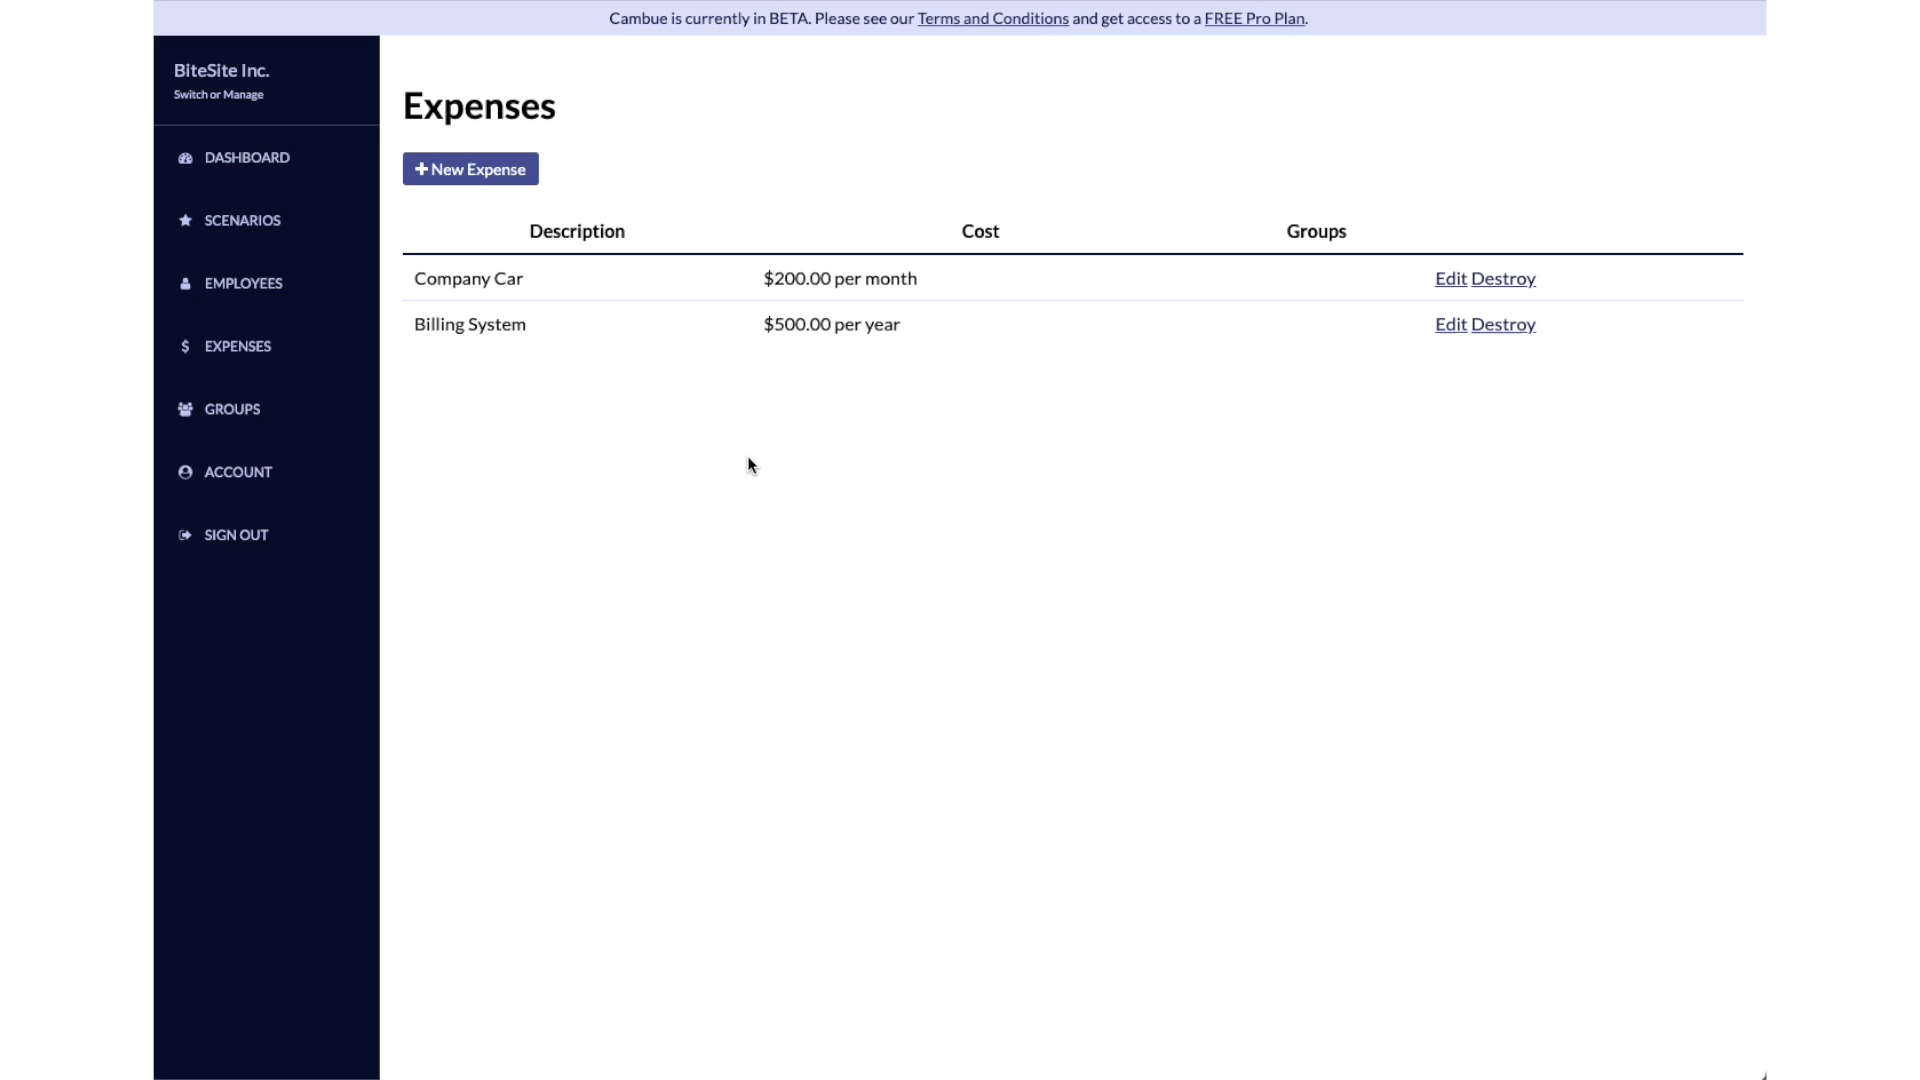 Cambue is currently in BETA. Please see our Terms and Conditions and get access to a FREE Pro Plan.
BiteSite Inc.
Switch or Manage
DASHBOARD
SCENARIOS
EMPLOYEES
$ EXPENSES
GROUPS
ACCOUNT
SIGN OUT
Expenses
+ New Expense
Description Cost Groups
Company Car $200.00 per month Edit Destroy
Billing System $500.00 per year Edit Destroy